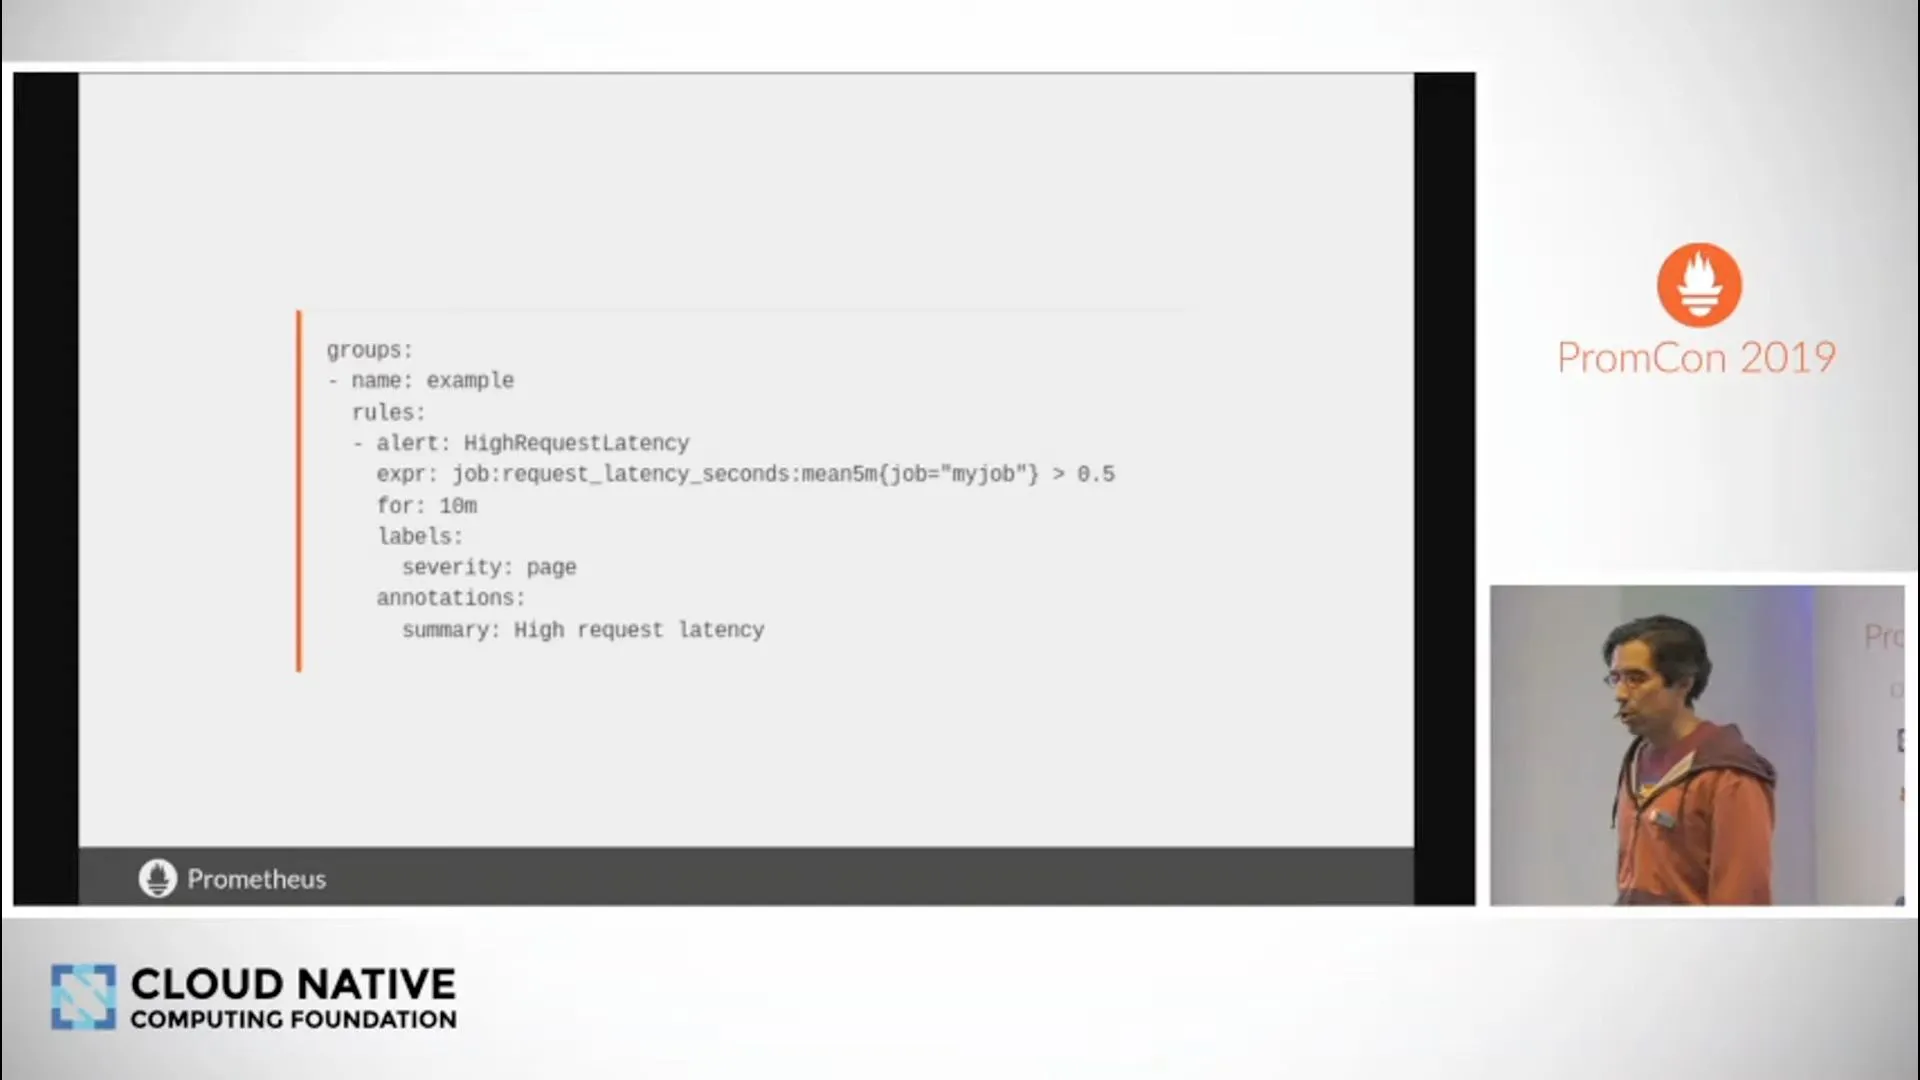 groups:
- name: example
  rules:
  - alert: HighRequestLatency
    expr: job:request_latency_seconds:mean5m{job="myjob"} > 0.5
    for: 10m
    labels:
      severity: page
    annotations:
      summary: High request latency
Prometheus
PromCon 2019
CLOUD NATIVE
COMPUTING FOUNDATION